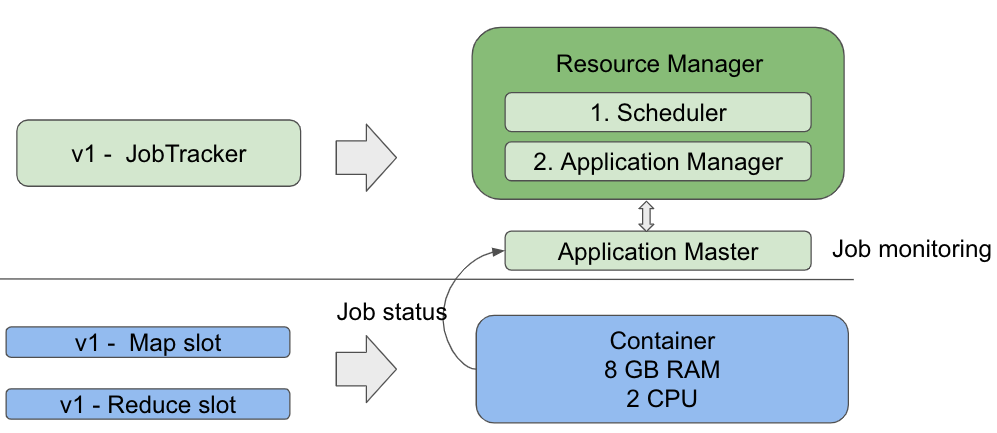 Resource Manager
1. Scheduler
v1 -  JobTracker
2. Application Manager
Application Master
Job monitoring
Job status
v1 -  Map slot
Container
8 GB RAM
2 CPU
v1 - Reduce slot